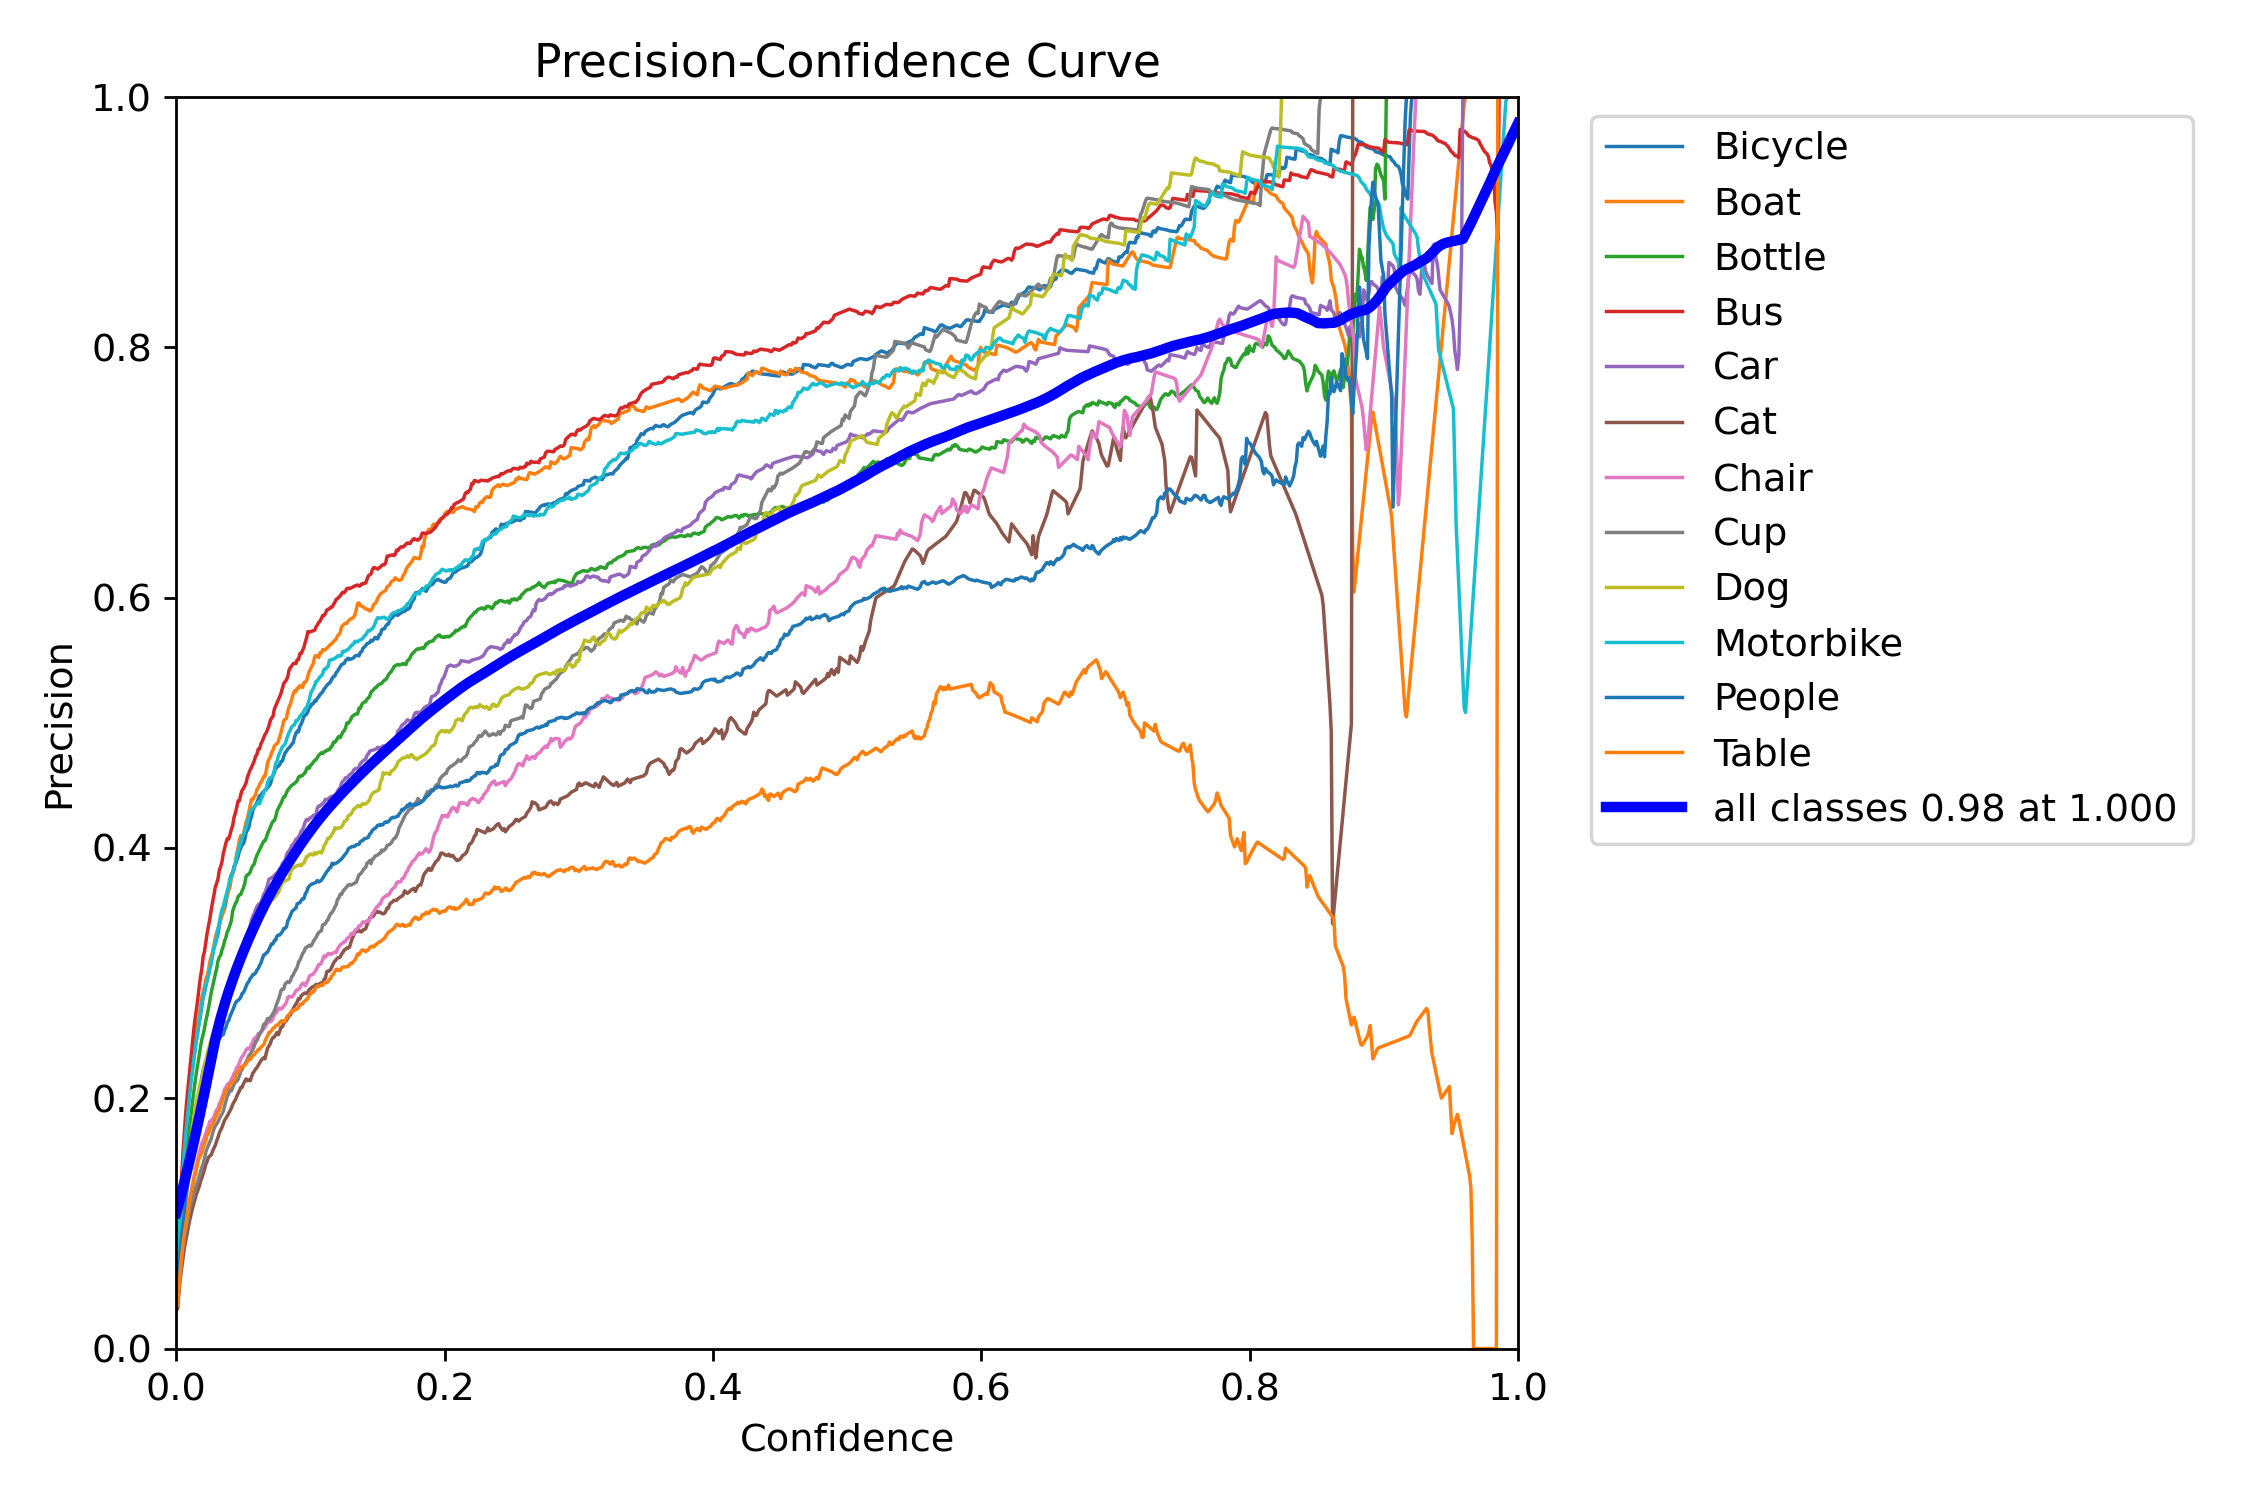 Precision-Confidence Curve
1.0
0.8
0.6
0.4
0.2
0.0
Precision
0.0 0.2 0.4 0.6 0.8 1.0
Confidence
Bicycle
Boat
Bottle
Bus
Car
Cat
Chair
Cup
Dog
Motorbike
People
Table
all classes 0.98 at 1.000